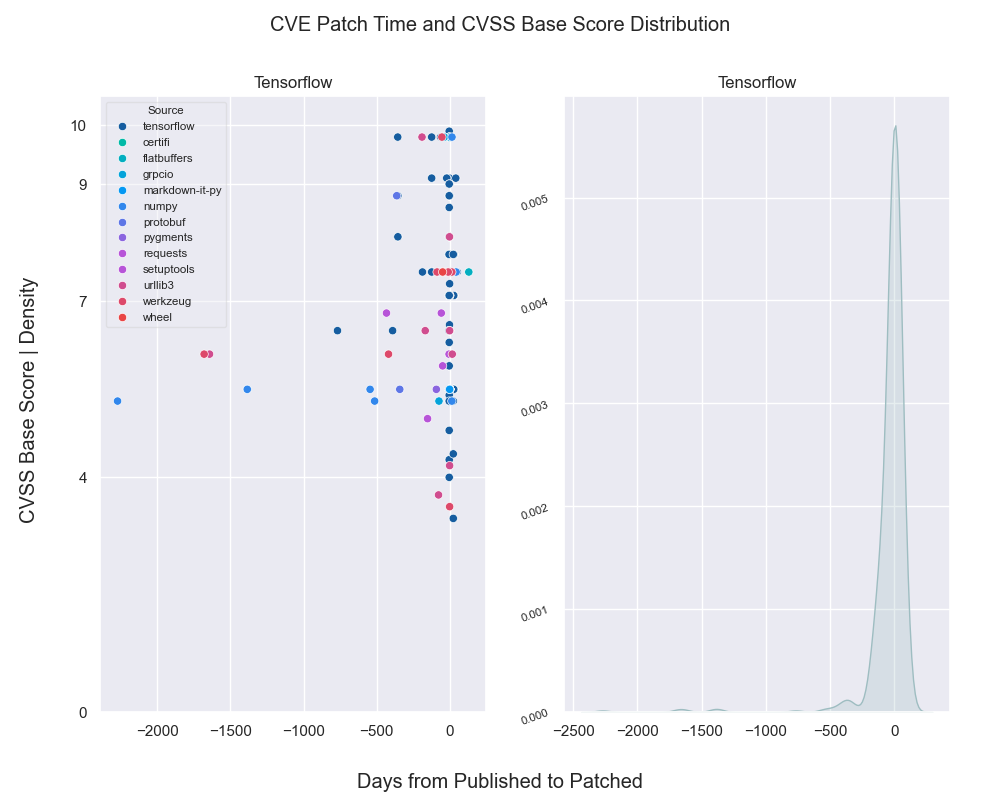 CVE Patch Time and CVSS Base Score Distribution
Tensorflow
Source
tensorflow
certifi
flatbuffers
grpcio
markdown-it-py
numpy
protobuf
pygments
requests
setuptools
urllib3
werkzeug
wheel
10
9
7
4
0
−2000
−1500
−1000
−500
0
CVSS Base Score | Density
Tensorflow
0.005
0.004
0.003
0.002
0.001
0.000
−2500
−2000
−1500
−1000
−500
0
Days from Published to Patched